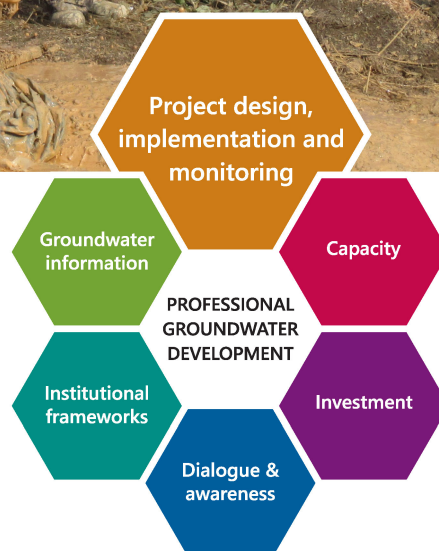 Project design,
implementation and
monitoring
Groundwater
information
Capacity
PROFESSIONAL
GROUNDWATER
DEVELOPMENT
Institutional
frameworks
Investment
Dialogue &
awareness